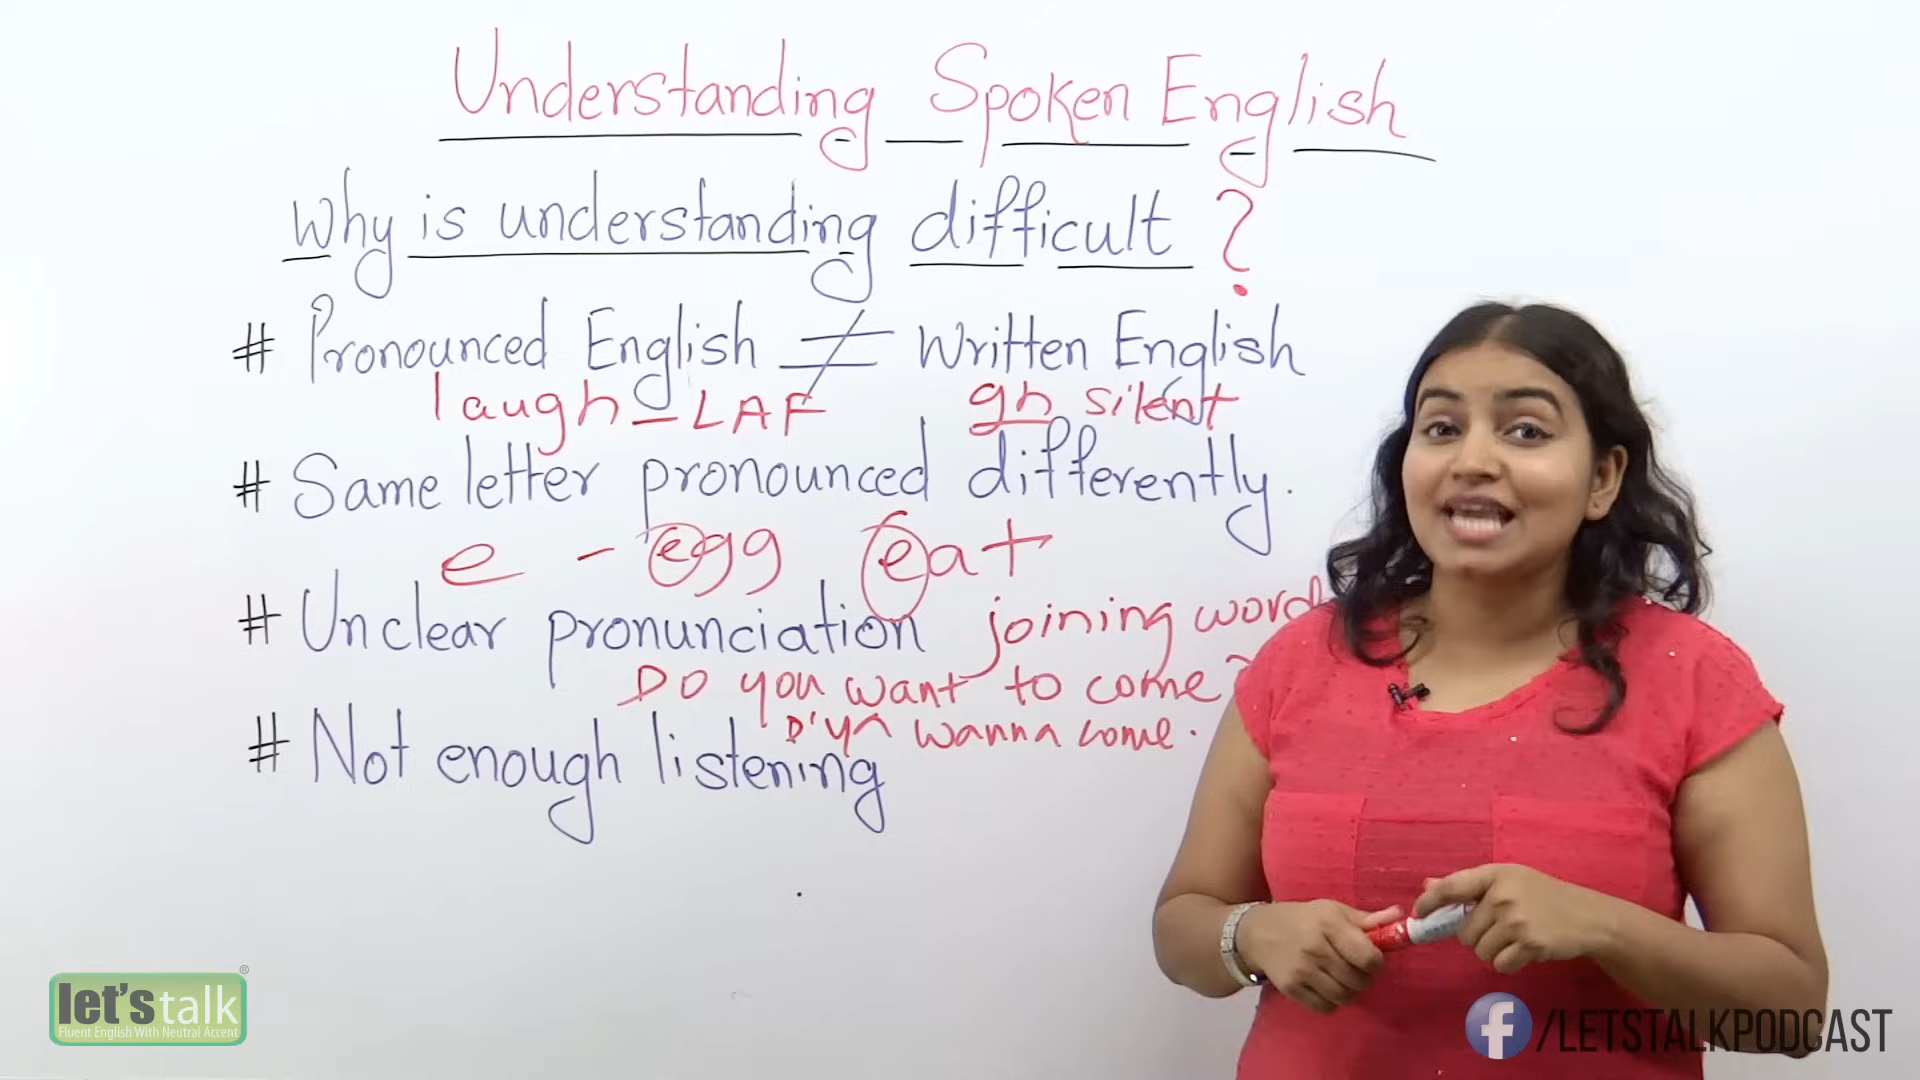 Understanding Spoken English
Why is understanding difficult ?
# Pronounced English ≠ Written English
laugh - LAF gh silent
# Same letter pronounced differently.
e - egg eat
# Unclear pronunciation joining word
Do you want to come?
D'ya wanna come.
# Not enough listening
let's talk ®
Fluent English With Neutral Accent
f /LETSTALKPODCAST